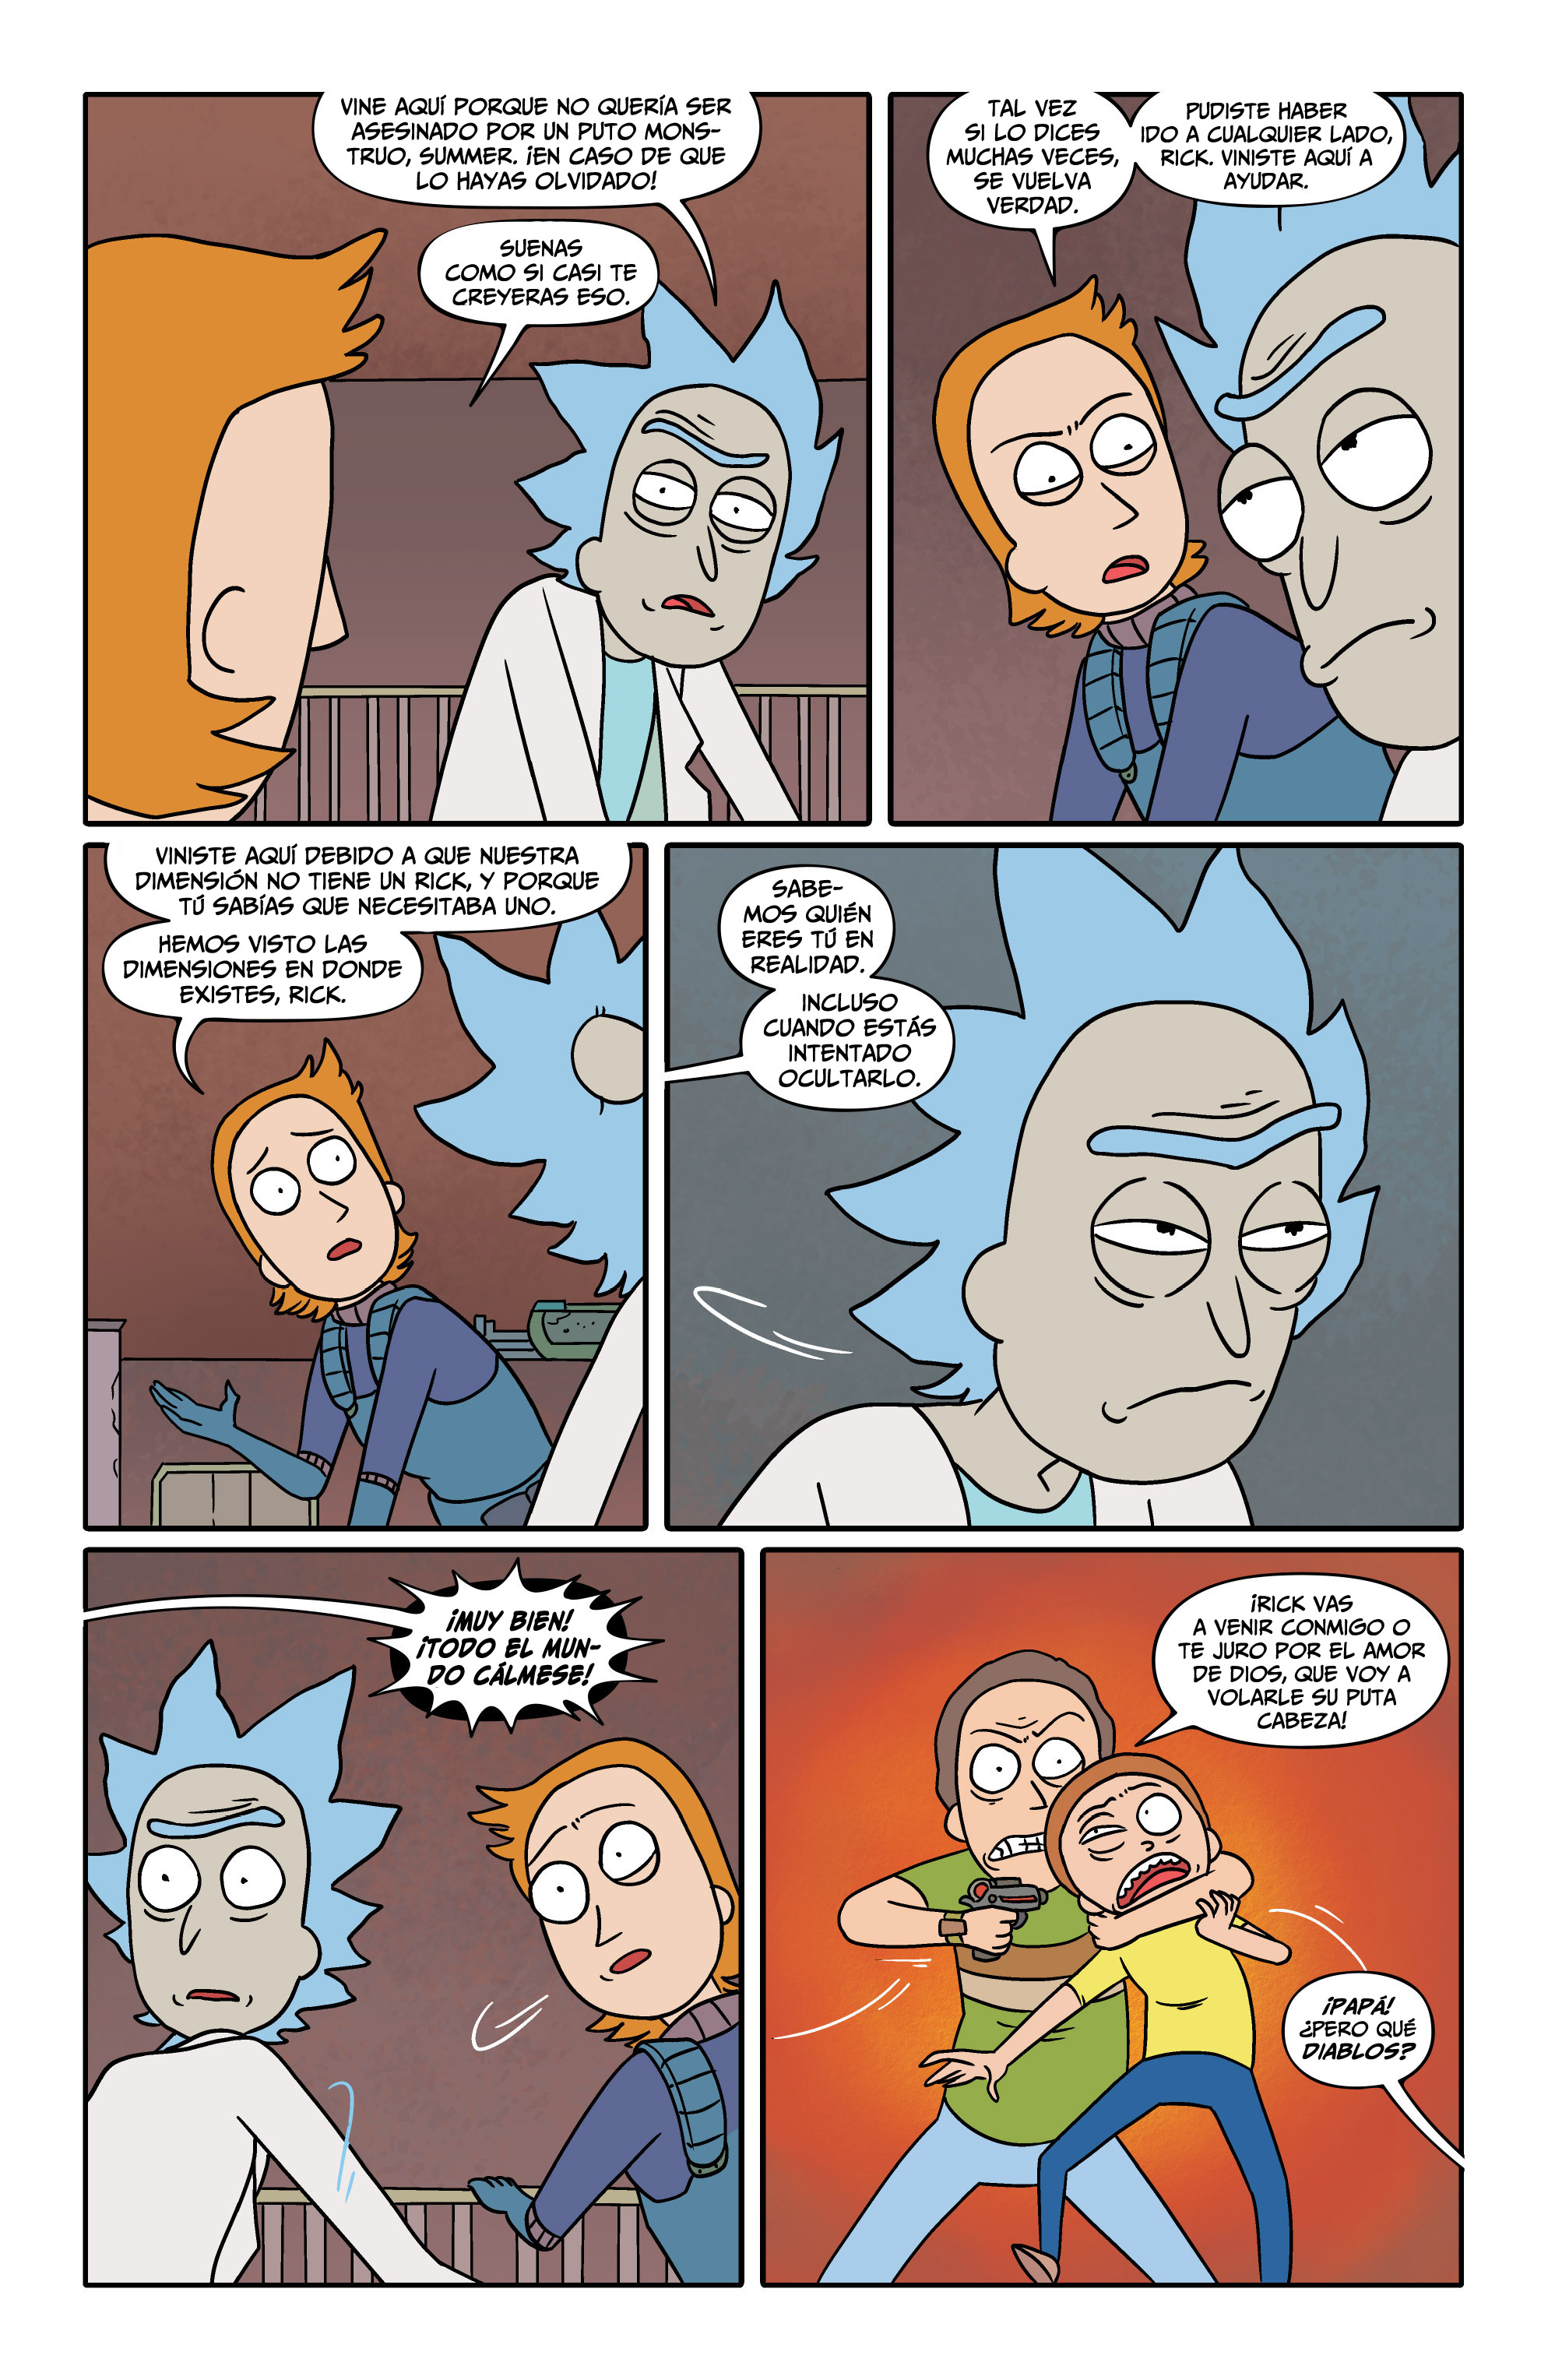 VINE AQUÍ PORQUE NO QUERÍA SER
ASESINADO POR UN PUTO MONS-
TRUO, SUMMER. ¡EN CASO DE QUE
LO HAYAS OLVIDADO!
SUENAS
COMO SI CASI TE
CREYERAS ESO.
TAL VEZ
SI LO DICES
MUCHAS VECES,
SE VUELVA
VERDAD.
PUDISTE HABER
IDO A CUALQUIER LADO,
RICK. VINISTE AQUÍ A
AYUDAR.
VINISTE AQUÍ DEBIDO A QUE NUESTRA
DIMENSIÓN NO TIENE UN RICK, Y PORQUE
TÚ SABÍAS QUE NECESITABA UNO.
HEMOS VISTO LAS
DIMENSIONES EN DONDE
EXISTES, RICK.
SABE-
MOS QUIÉN
ERES TÚ EN
REALIDAD.
INCLUSO
CUANDO ESTÁS
INTENTADO
OCULTARLO.
¡MUY BIEN!
¡TODO EL MUN-
DO CÁLMESE!
¡RICK VAS
A VENIR CONMIGO O
TE JURO POR EL AMOR
DE DIOS, QUE VOY A
VOLARLE SU PUTA
CABEZA!
¡PAPÁ!
¿PERO QUÉ
DIABLOS?